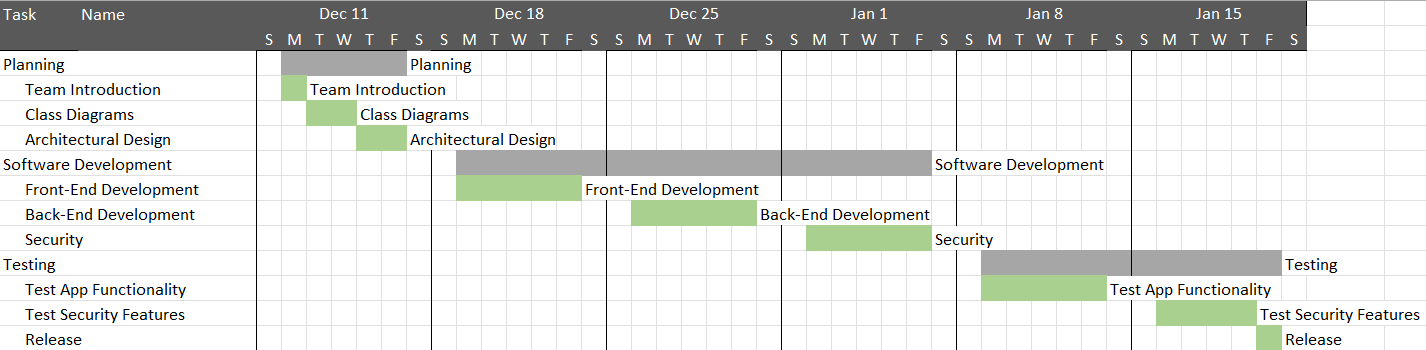 Task Name Dec 11 Dec 18 Dec 25 Jan 1 Jan 8 Jan 15
S M T W T F S S M T W T F S S M T W T F S S M T W T F S S M T W T F S S M T W T F S
Planning Planning
Team Introduction Team Introduction
Class Diagrams Class Diagrams
Architectural Design Architectural Design
Software Development Software Development
Front-End Development Front-End Development
Back-End Development Back-End Development
Security Security
Testing Testing
Test App Functionality Test App Functionality
Test Security Features Test Security Features
Release Release